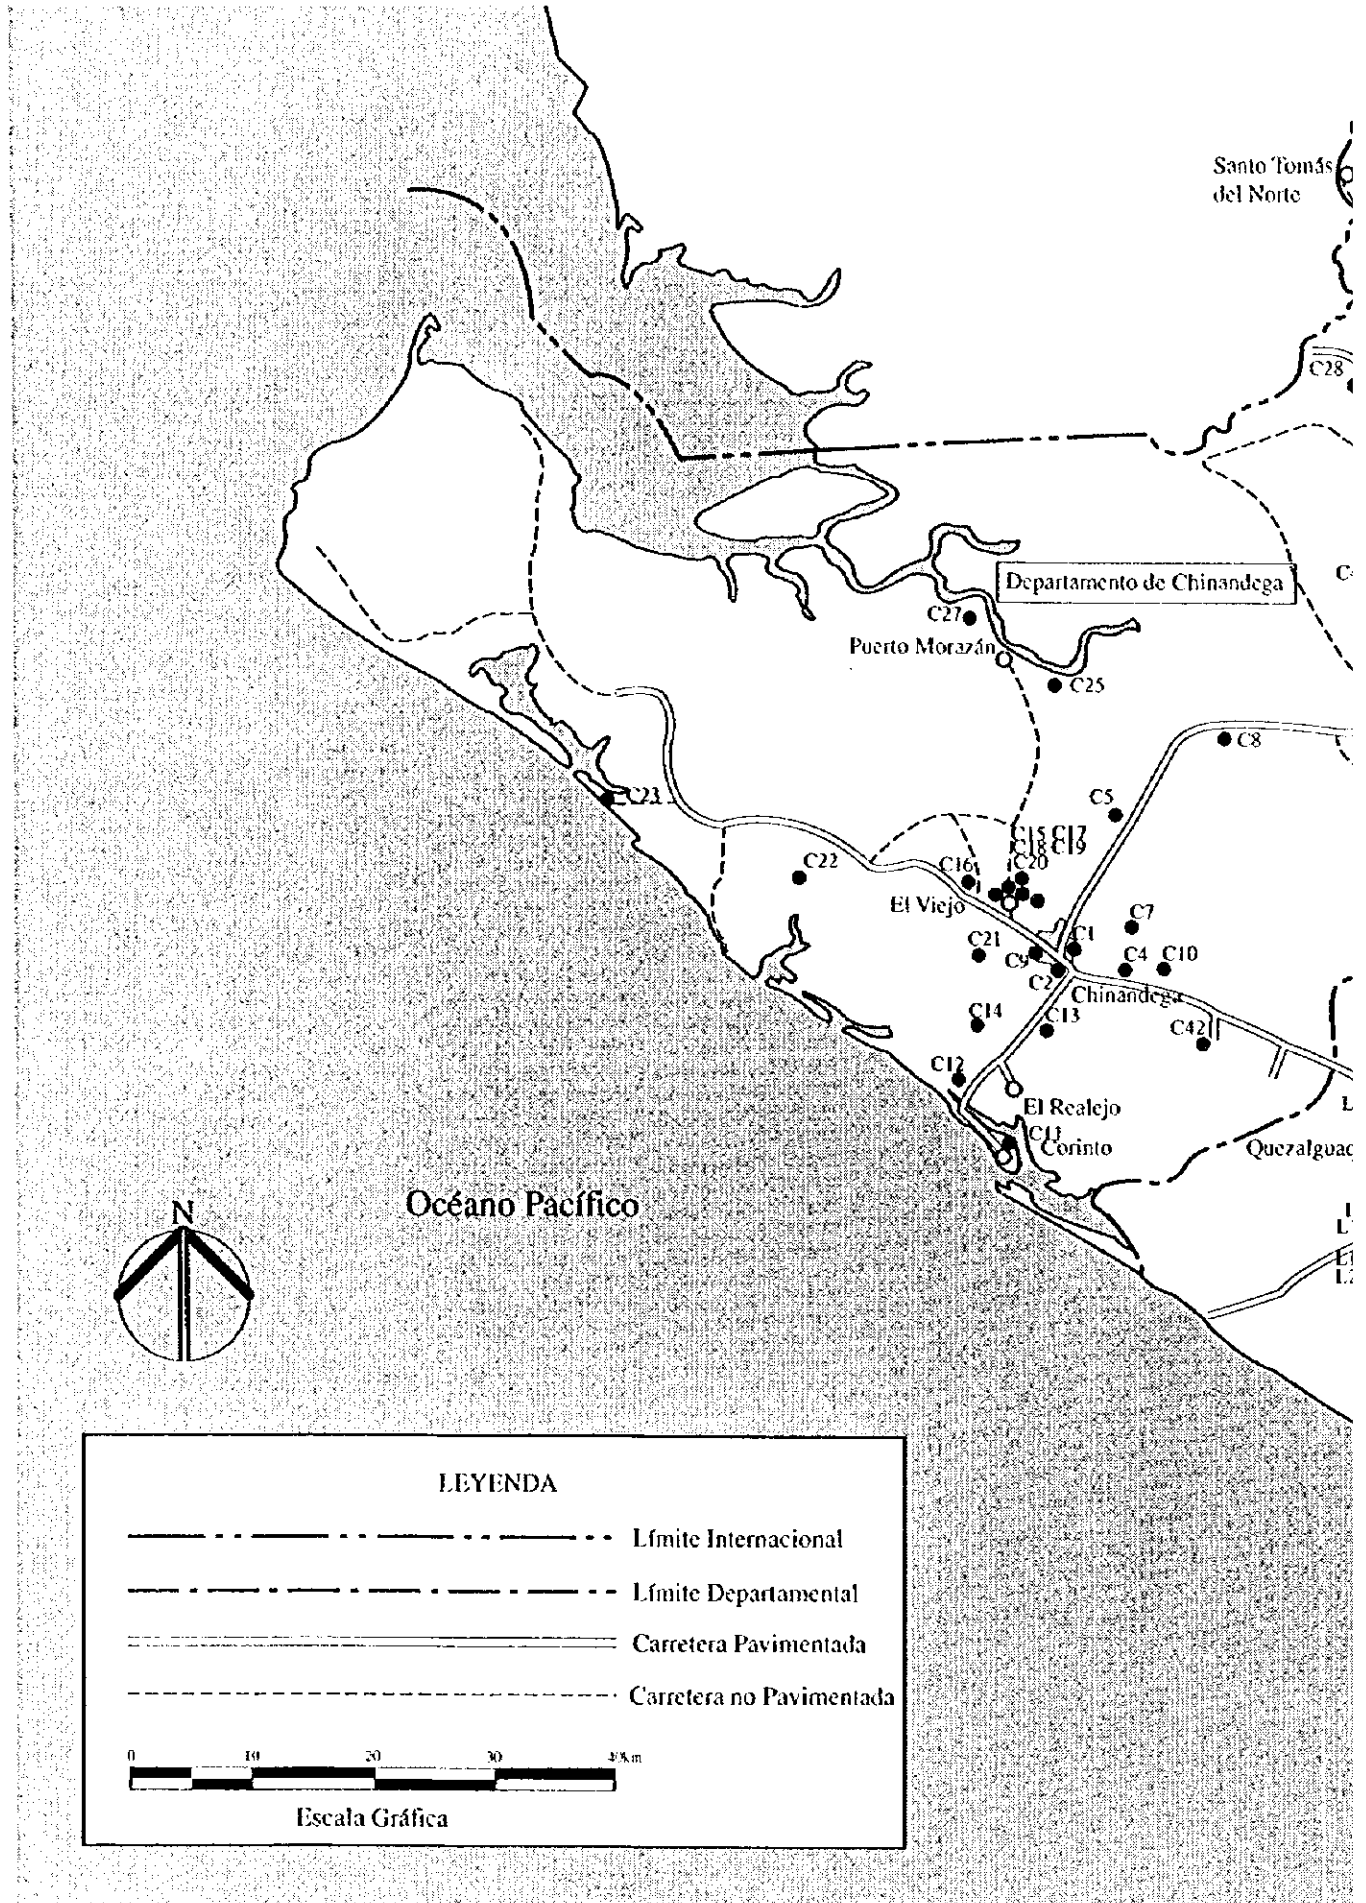 Santo Tomás
del Norte
C28
Departamento de Chinandega
C27
Puerto Morazán
C25
C8
C23
C5
C15 C17
C18 C19
C22
C16
C20
El Viejo
C7
C1
C21
C9
C4
C10
C2
Chinandega
C14
C13
C42
C12
El Realejo
C11
Corinto
Océano Pacífico
N
LEYENDA
Límite Internacional
Límite Departamental
Carretera Pavimentada
Carretera no Pavimentada
0 10 20 30 40Km
Escala Gráfica